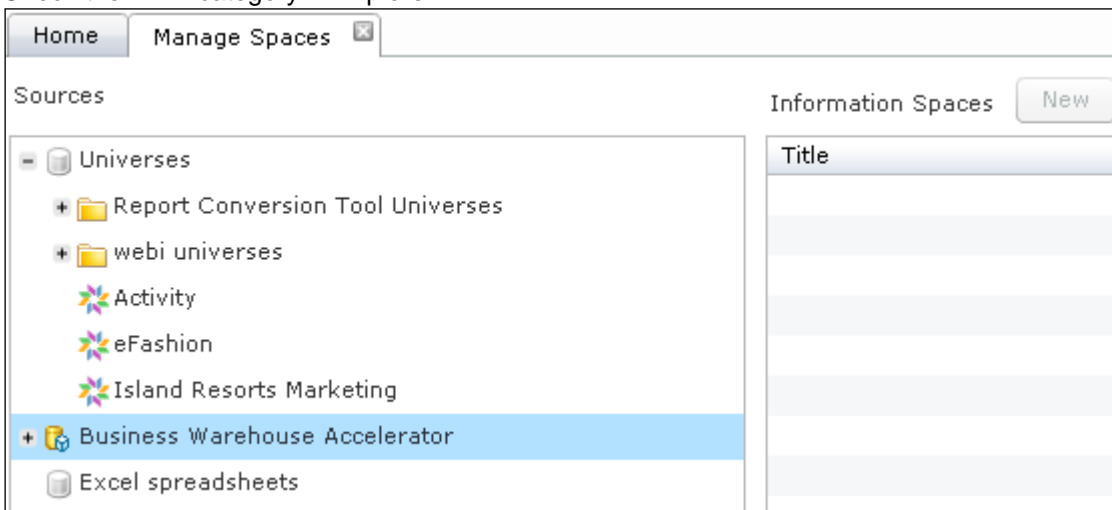 Home
Manage Spaces
Sources
Information Spaces
New
Title
Universes
Report Conversion Tool Universes
webi universes
Activity
eFashion
Island Resorts Marketing
Business Warehouse Accelerator
Excel spreadsheets